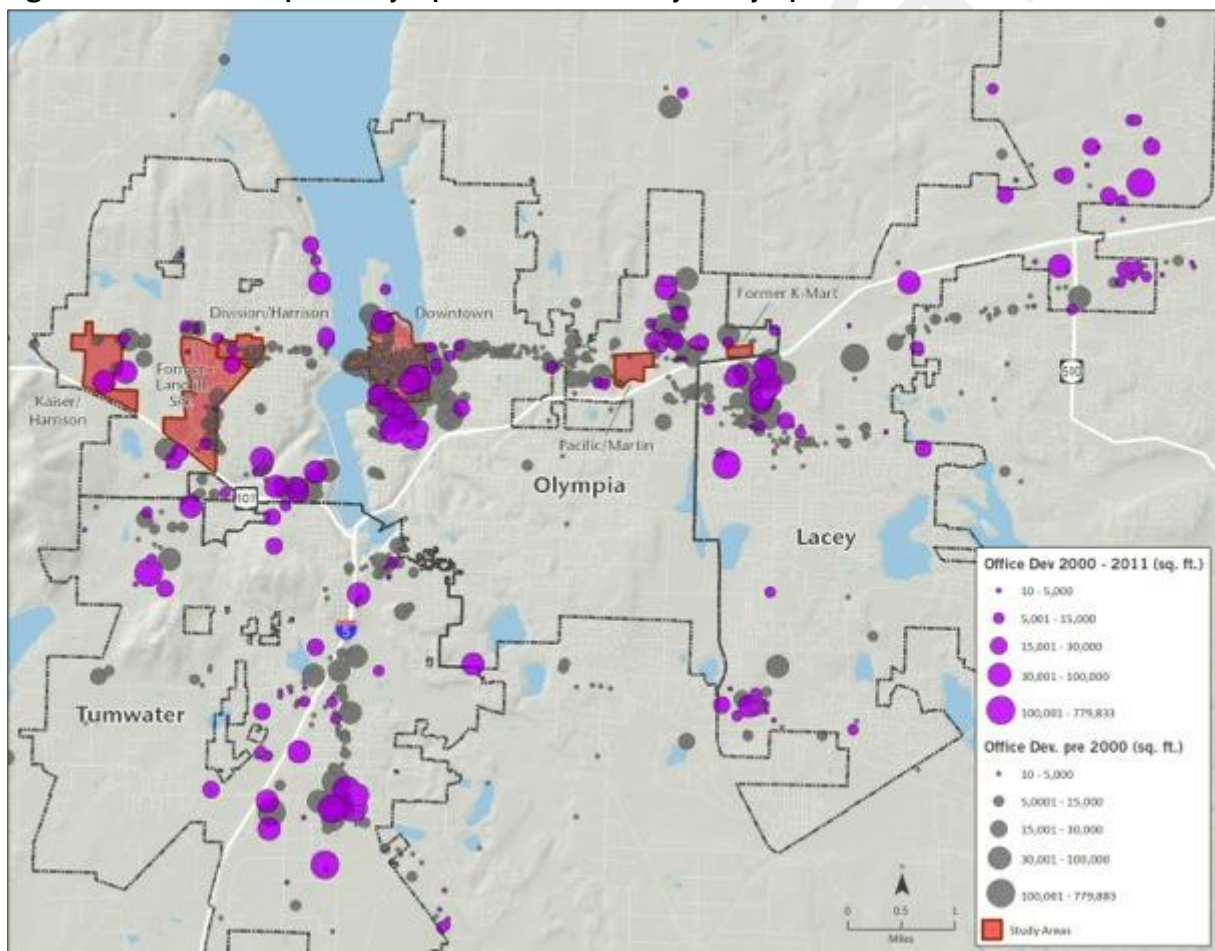 Former K-Mart
Division/Harrison
Downtown
Former
Landfill
Site
Kaiser/
Harrison
510
Pacific/Martin
Olympia
101
Lacey
5
Tumwater
Office Dev 2000 - 2011 (sq. ft.)
10 - 5,000
5,001 - 15,000
15,001 - 30,000
30,001 - 100,000
100,001 - 779,833
Office Dev. pre 2000 (sq. ft.)
10 - 5,000
5,0001 - 15,000
15,001 - 30,000
30,001 - 100,000
100,001 - 779,883
Study Areas
0 0.5 1
Miles